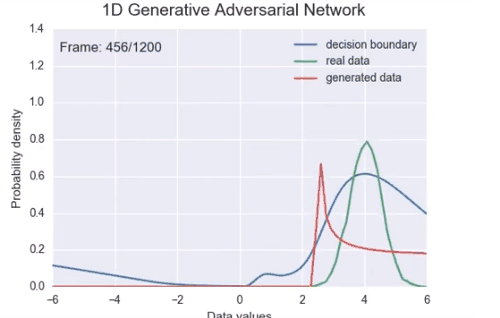 1D Generative Adversarial Network
1.4
1.2
1.0
0.8
0.6
0.4
0.2
0.0
Probability density
Frame: 456/1200
decision boundary
real data
generated data
−6
−4
−2
0
2
4
6
Data values